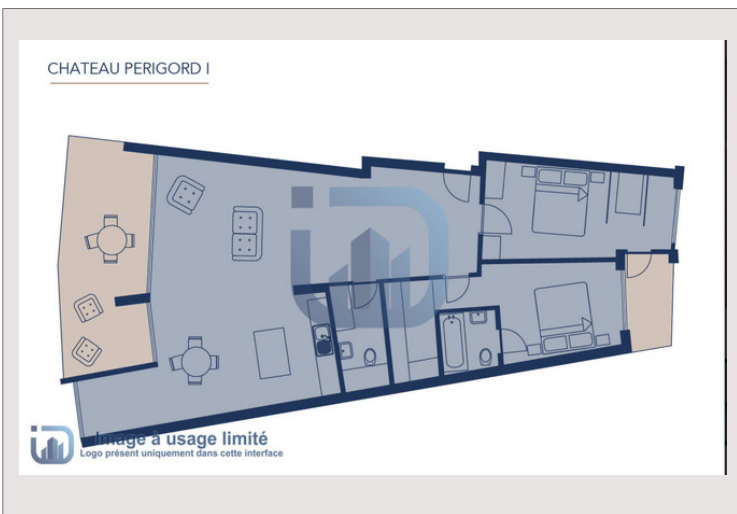 CHATEAU PERIGORD I
Image à usage limité
Logo présent uniquement dans cette interface